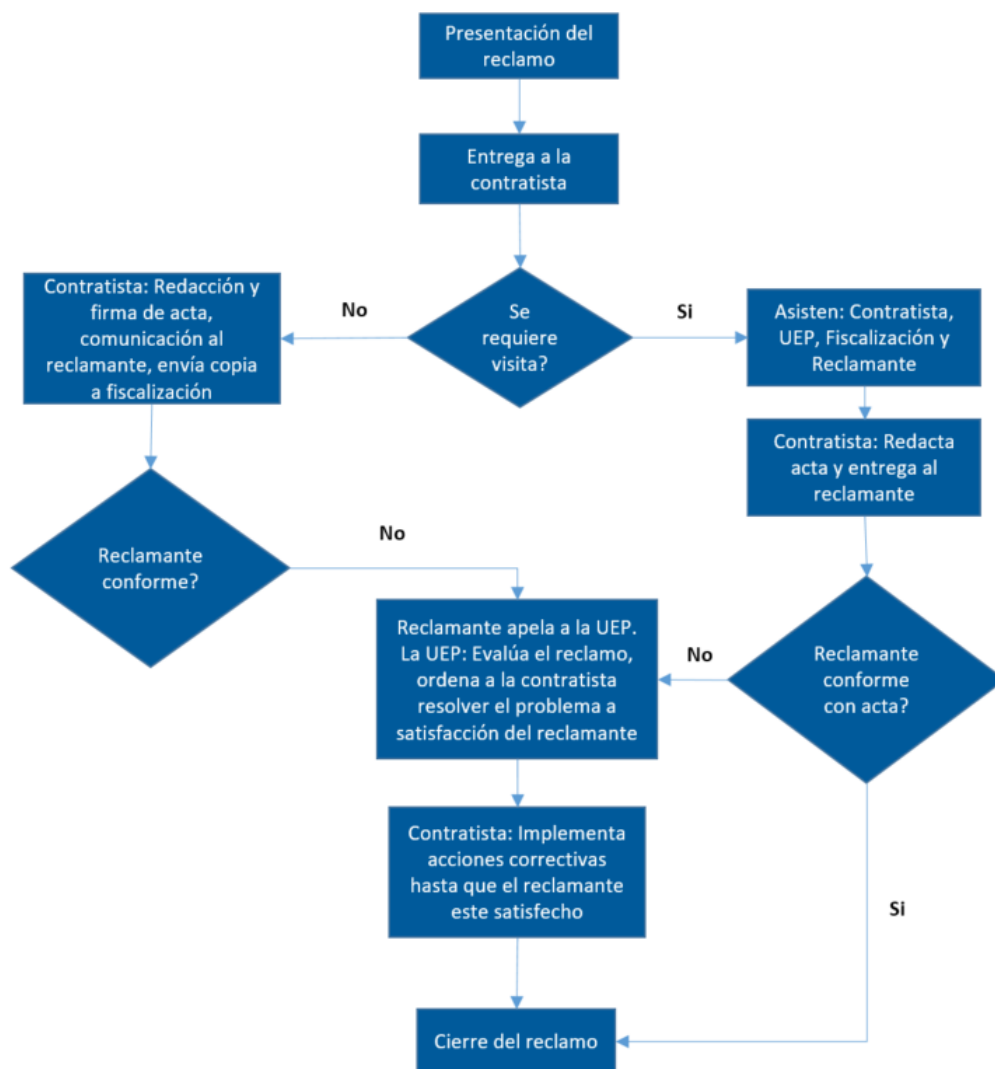 Presentación del
reclamo
Entrega a la
contratista
Se
requiere
visita?
No
Si
Contratista: Redacción y
firma de acta,
comunicación al
reclamante, envía copia
a fiscalización
Asisten: Contratista,
UEP, Fiscalización y
Reclamante
Contratista: Redacta
acta y entrega al
reclamante
Reclamante
conforme?
No
Reclamante apela a la UEP.
La UEP: Evalúa el reclamo,
ordena a la contratista
resolver el problema a
satisfacción del reclamante
No
Reclamante
conforme
con acta?
Contratista: Implementa
acciones correctivas
hasta que el reclamante
este satisfecho
Si
Cierre del reclamo